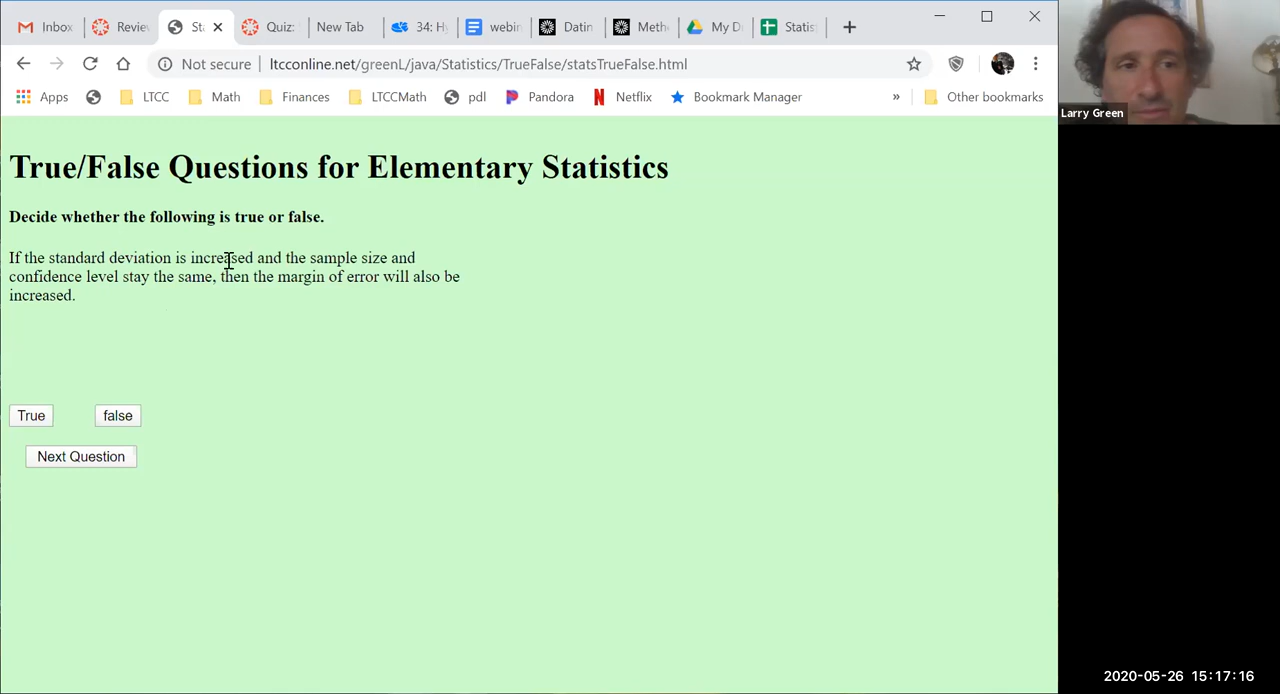 Inbox
Review
Sta
Quiz:
New Tab
34: Hy
webin
Datin
Meth
My Di
Statis
Not secure
ltcconline.net/greenL/java/Statistics/TrueFalse/statsTrueFalse.html
Apps
LTCC
Math
Finances
LTCCMath
pdl
Pandora
Netflix
Bookmark Manager
»
Other bookmarks
Larry Green
True/False Questions for Elementary Statistics
Decide whether the following is true or false.
If the standard deviation is increased and the sample size and
confidence level stay the same, then the margin of error will also be
increased.
True
false
Next Question
2020-05-26 15:17:16